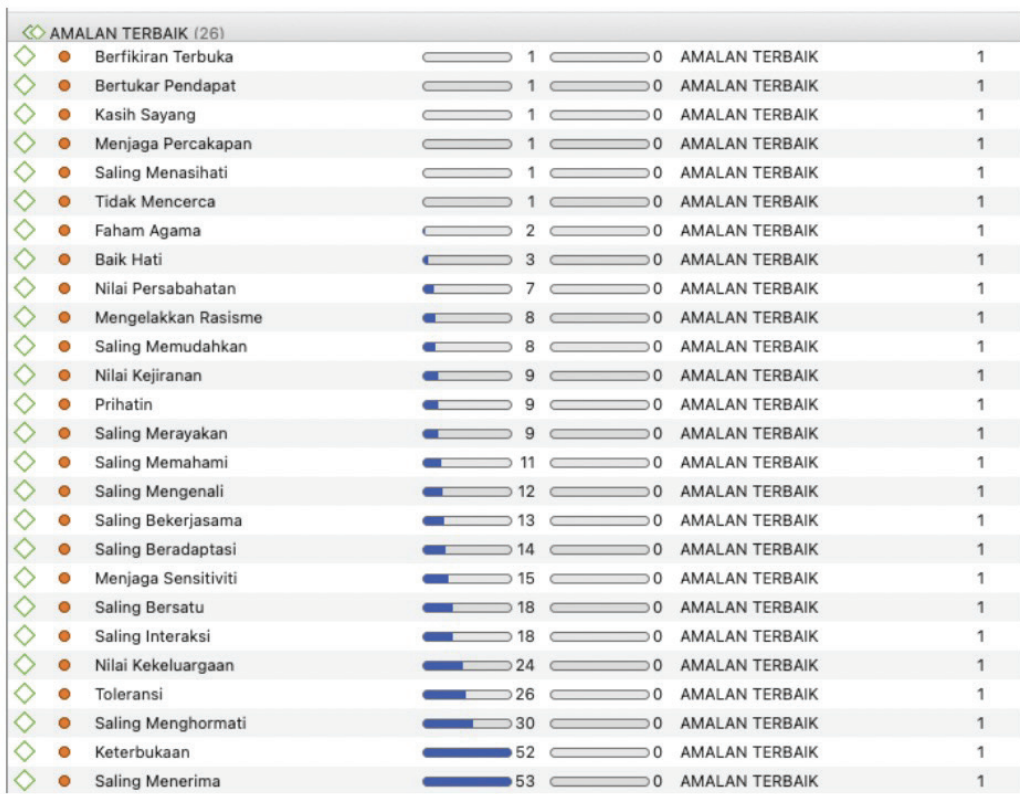 AMALAN TERBAIK (26)
Berfikiran Terbuka 1 0 AMALAN TERBAIK 1
Bertukar Pendapat 1 0 AMALAN TERBAIK 1
Kasih Sayang 1 0 AMALAN TERBAIK 1
Menjaga Percakapan 1 0 AMALAN TERBAIK 1
Saling Menasihati 1 0 AMALAN TERBAIK 1
Tidak Mencerca 1 0 AMALAN TERBAIK 1
Faham Agama 2 0 AMALAN TERBAIK 1
Baik Hati 3 0 AMALAN TERBAIK 1
Nilai Persabahatan 7 0 AMALAN TERBAIK 1
Mengelakkan Rasisme 8 0 AMALAN TERBAIK 1
Saling Memudahkan 8 0 AMALAN TERBAIK 1
Nilai Kejiranan 9 0 AMALAN TERBAIK 1
Prihatin 9 0 AMALAN TERBAIK 1
Saling Merayakan 9 0 AMALAN TERBAIK 1
Saling Memahami 11 0 AMALAN TERBAIK 1
Saling Mengenali 12 0 AMALAN TERBAIK 1
Saling Bekerjasama 13 0 AMALAN TERBAIK 1
Saling Beradaptasi 14 0 AMALAN TERBAIK 1
Menjaga Sensitiviti 15 0 AMALAN TERBAIK 1
Saling Bersatu 18 0 AMALAN TERBAIK 1
Saling Interaksi 18 0 AMALAN TERBAIK 1
Nilai Kekeluargaan 24 0 AMALAN TERBAIK 1
Toleransi 26 0 AMALAN TERBAIK 1
Saling Menghormati 30 0 AMALAN TERBAIK 1
Keterbukaan 52 0 AMALAN TERBAIK 1
Saling Menerima 53 0 AMALAN TERBAIK 1